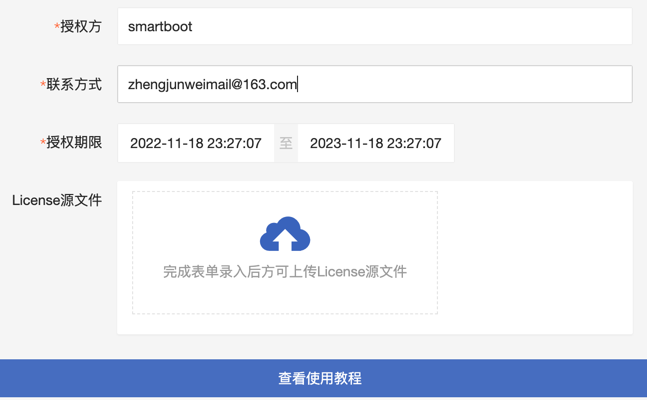 *授权方 smartboot
*联系方式 zhengjunweimail@163.com
*授权期限 2022-11-18 23:27:07 至 2023-11-18 23:27:07
License源文件
完成表单录入后方可上传License源文件
查看使用教程